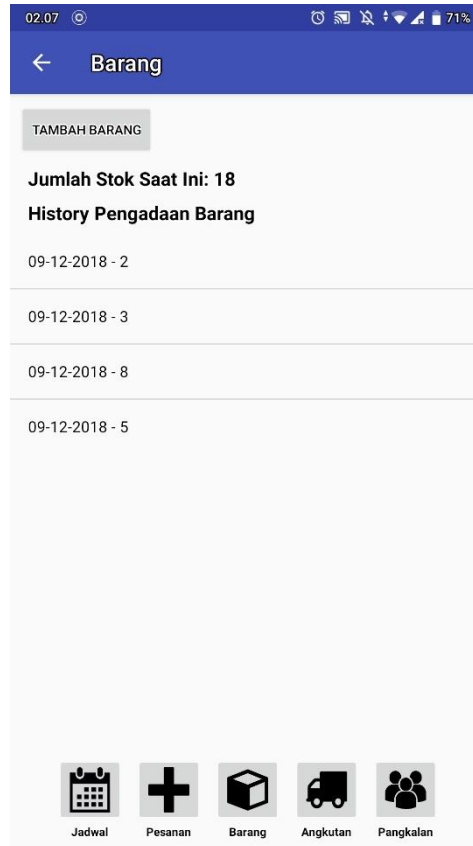 02.07 71%
Barang
TAMBAH BARANG
Jumlah Stok Saat Ini: 18
History Pengadaan Barang
09-12-2018 - 2
09-12-2018 - 3
09-12-2018 - 8
09-12-2018 - 5
Jadwal Pesanan Barang Angkutan Pangkalan